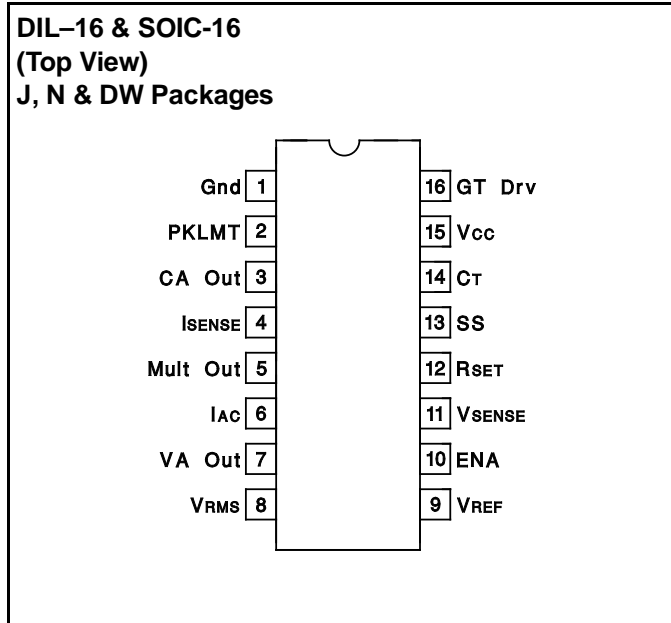 DIL–16 & SOIC-16
(Top View)
J, N & DW Packages
Gnd 1 16 GT Drv
PKLMT 2 15 VCC
CA Out 3 14 CT
ISENSE 4 13 SS
Mult Out 5 12 RSET
IAC 6 11 VSENSE
VA Out 7 10 ENA
VRMS 8 9 VREF